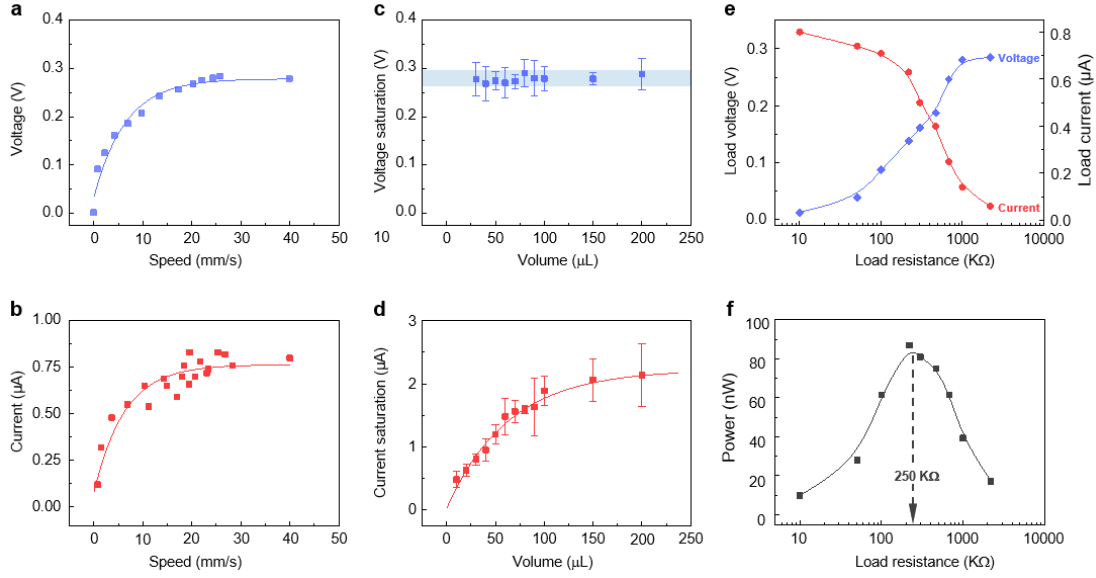 a
0.4
0.3
0.2
0.1
0.0
Voltage (V)
0 10 20 30 40 50
Speed (mm/s)
c
0.4
0.3
0.2
0.1
0.0
Voltage saturation (V)
10
0 50 100 150 200 250
Volume (μL)
e
0.3
0.2
0.1
0.0
Load voltage (V)
0.8
0.6
0.4
0.2
0.0
Load current (μA)
Voltage
Current
10 100 1000 10000
Load resistance (KΩ)
b
1.00
0.75
0.50
0.25
0.00
Current (μA)
0 10 20 30 40 50
Speed (mm/s)
d
3
2
1
0
Current saturation (μA)
0 50 100 150 200 250
Volume (μL)
f
100
80
60
40
20
0
Power (nW)
250 KΩ
10 100 1000 10000
Load resistance (KΩ)